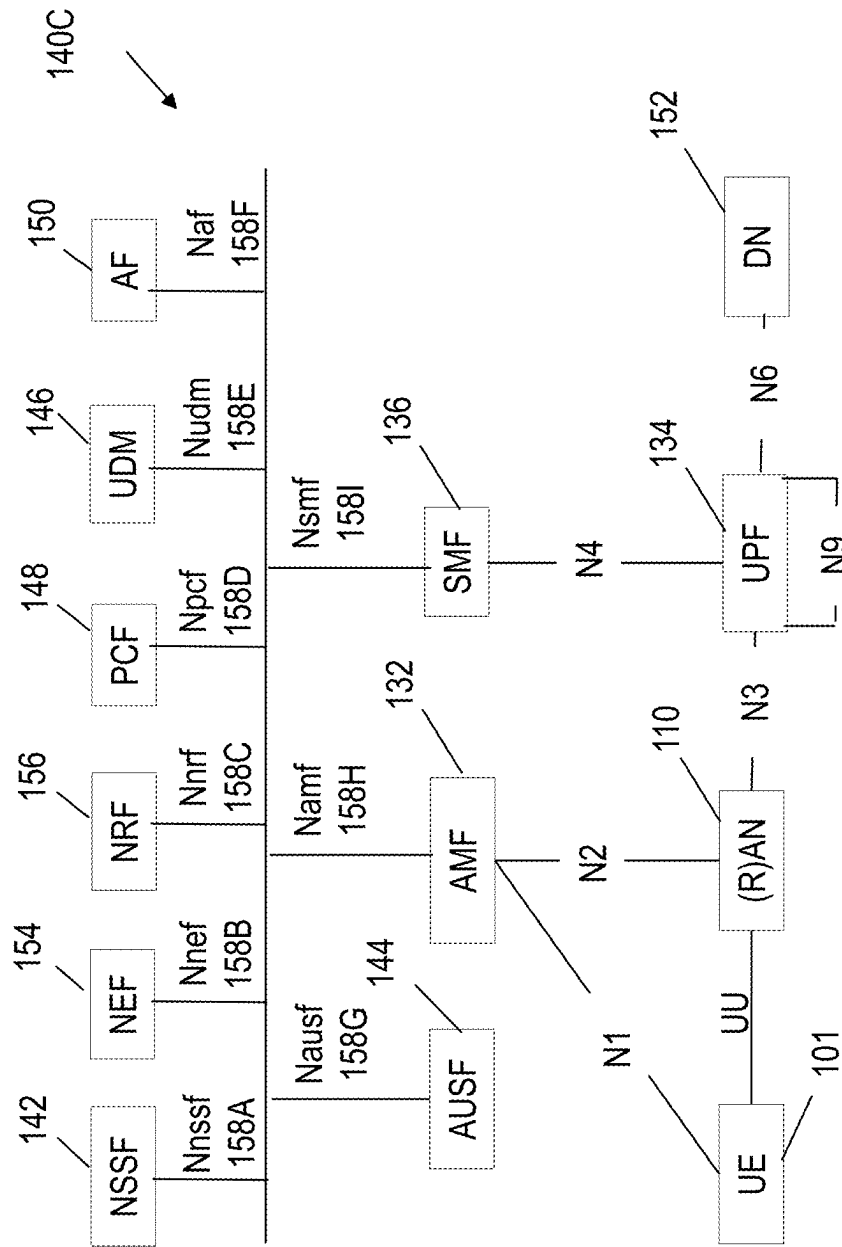 140C
142
154
156
148
146
150
NSSF
NEF
NRF
PCF
UDM
AF
Nnssf
158A
Nnef
158B
Nnrf
158C
Npcf
158D
Nudm
158E
Naf
158F
Nausf
158G
Namf
158H
Nsmf
158I
144
132
136
AUSF
AMF
SMF
N1
N2
N4
110
134
152
UE
UU
(R)AN
N3
UPF
N6
DN
101
N9